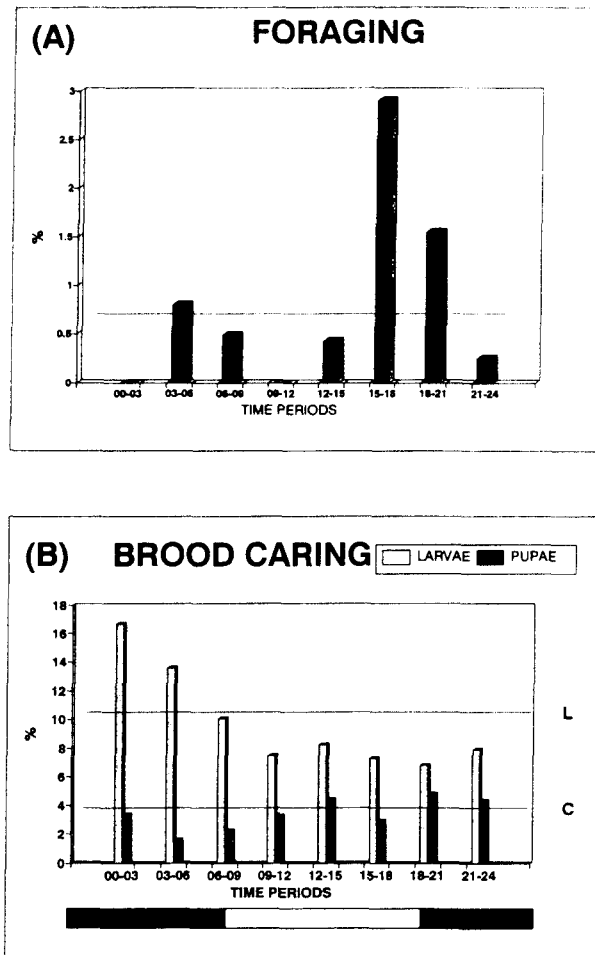 (A) FORAGING
3
2.5
2
1.5
1
0.5
0
%
00-03 03-06 06-09 09-12 12-15 15-18 18-21 21-24
TIME PERIODS
(B) BROOD CARING
LARVAE PUPAE
18
16
14
12
10
8
6
4
2
0
%
L
C
00-03 03-06 06-09 09-12 12-15 15-18 18-21 21-24
TIME PERIODS